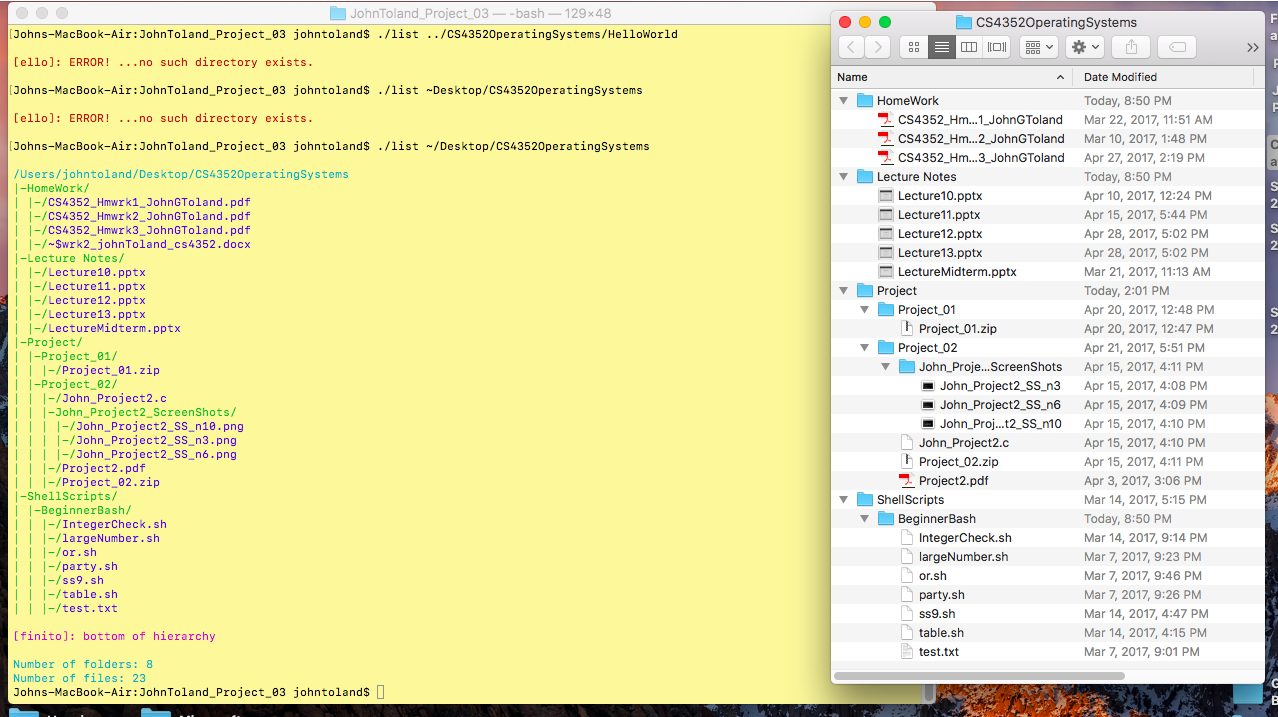 JohnToland_Project_03 — -bash — 129×48
[Johns-MacBook-Air:JohnToland_Project_03 johntoland$ ./list ../CS4352OperatingSystems/HelloWorld
[ello]: ERROR! ...no such directory exists.
[Johns-MacBook-Air:JohnToland_Project_03 johntoland$ ./list ~Desktop/CS4352OperatingSystems
[ello]: ERROR! ...no such directory exists.
[Johns-MacBook-Air:JohnToland_Project_03 johntoland$ ./list ~/Desktop/CS4352OperatingSystems
/Users/johntoland/Desktop/CS4352OperatingSystems
|-HomeWork/
| |-/CS4352_Hmwrk1_JohnGToland.pdf
| |-/CS4352_Hmwrk2_JohnGToland.pdf
| |-/CS4352_Hmwrk3_JohnGToland.pdf
| |-/~$wrk2_johnToland_cs4352.docx
|-Lecture Notes/
| |-/Lecture10.pptx
| |-/Lecture11.pptx
| |-/Lecture12.pptx
| |-/Lecture13.pptx
| |-/LectureMidterm.pptx
|-Project/
| |-Project_01/
| | |-/Project_01.zip
| |-Project_02/
| | |-/John_Project2.c
| | |-John_Project2_ScreenShots/
| | | |-/John_Project2_SS_n10.png
| | | |-/John_Project2_SS_n3.png
| | | |-/John_Project2_SS_n6.png
| | |-/Project2.pdf
| | |-/Project_02.zip
|-ShellScripts/
| |-BeginnerBash/
| | |-/IntegerCheck.sh
| | |-/largeNumber.sh
| | |-/or.sh
| | |-/party.sh
| | |-/ss9.sh
| | |-/table.sh
| | |-/test.txt
[finito]: bottom of hierarchy
Number of folders: 8
Number of files: 23
Johns-MacBook-Air:JohnToland_Project_03 johntoland$
CS4352OperatingSystems
Name Date Modified
HomeWork Today, 8:50 PM
CS4352_Hm...1_JohnGToland Mar 22, 2017, 11:51 AM
CS4352_Hm...2_JohnGToland Mar 10, 2017, 1:48 PM
CS4352_Hm...3_JohnGToland Apr 27, 2017, 2:19 PM
Lecture Notes Today, 8:50 PM
Lecture10.pptx Apr 10, 2017, 12:24 PM
Lecture11.pptx Apr 15, 2017, 5:44 PM
Lecture12.pptx Apr 28, 2017, 5:02 PM
Lecture13.pptx Apr 28, 2017, 5:02 PM
LectureMidterm.pptx Mar 21, 2017, 11:13 AM
Project Today, 2:01 PM
Project_01 Apr 20, 2017, 12:48 PM
Project_01.zip Apr 20, 2017, 12:47 PM
Project_02 Apr 21, 2017, 5:51 PM
John_Proje...ScreenShots Apr 15, 2017, 4:11 PM
John_Project2_SS_n3 Apr 15, 2017, 4:08 PM
John_Project2_SS_n6 Apr 15, 2017, 4:09 PM
John_Proj...t2_SS_n10 Apr 15, 2017, 4:10 PM
John_Project2.c Apr 15, 2017, 4:10 PM
Project_02.zip Apr 15, 2017, 4:11 PM
Project2.pdf Apr 3, 2017, 3:06 PM
ShellScripts Mar 14, 2017, 5:15 PM
BeginnerBash Today, 8:50 PM
IntegerCheck.sh Mar 14, 2017, 9:14 PM
largeNumber.sh Mar 7, 2017, 9:23 PM
or.sh Mar 7, 2017, 9:46 PM
party.sh Mar 7, 2017, 9:26 PM
ss9.sh Mar 14, 2017, 4:47 PM
table.sh Mar 14, 2017, 4:15 PM
test.txt Mar 7, 2017, 9:01 PM